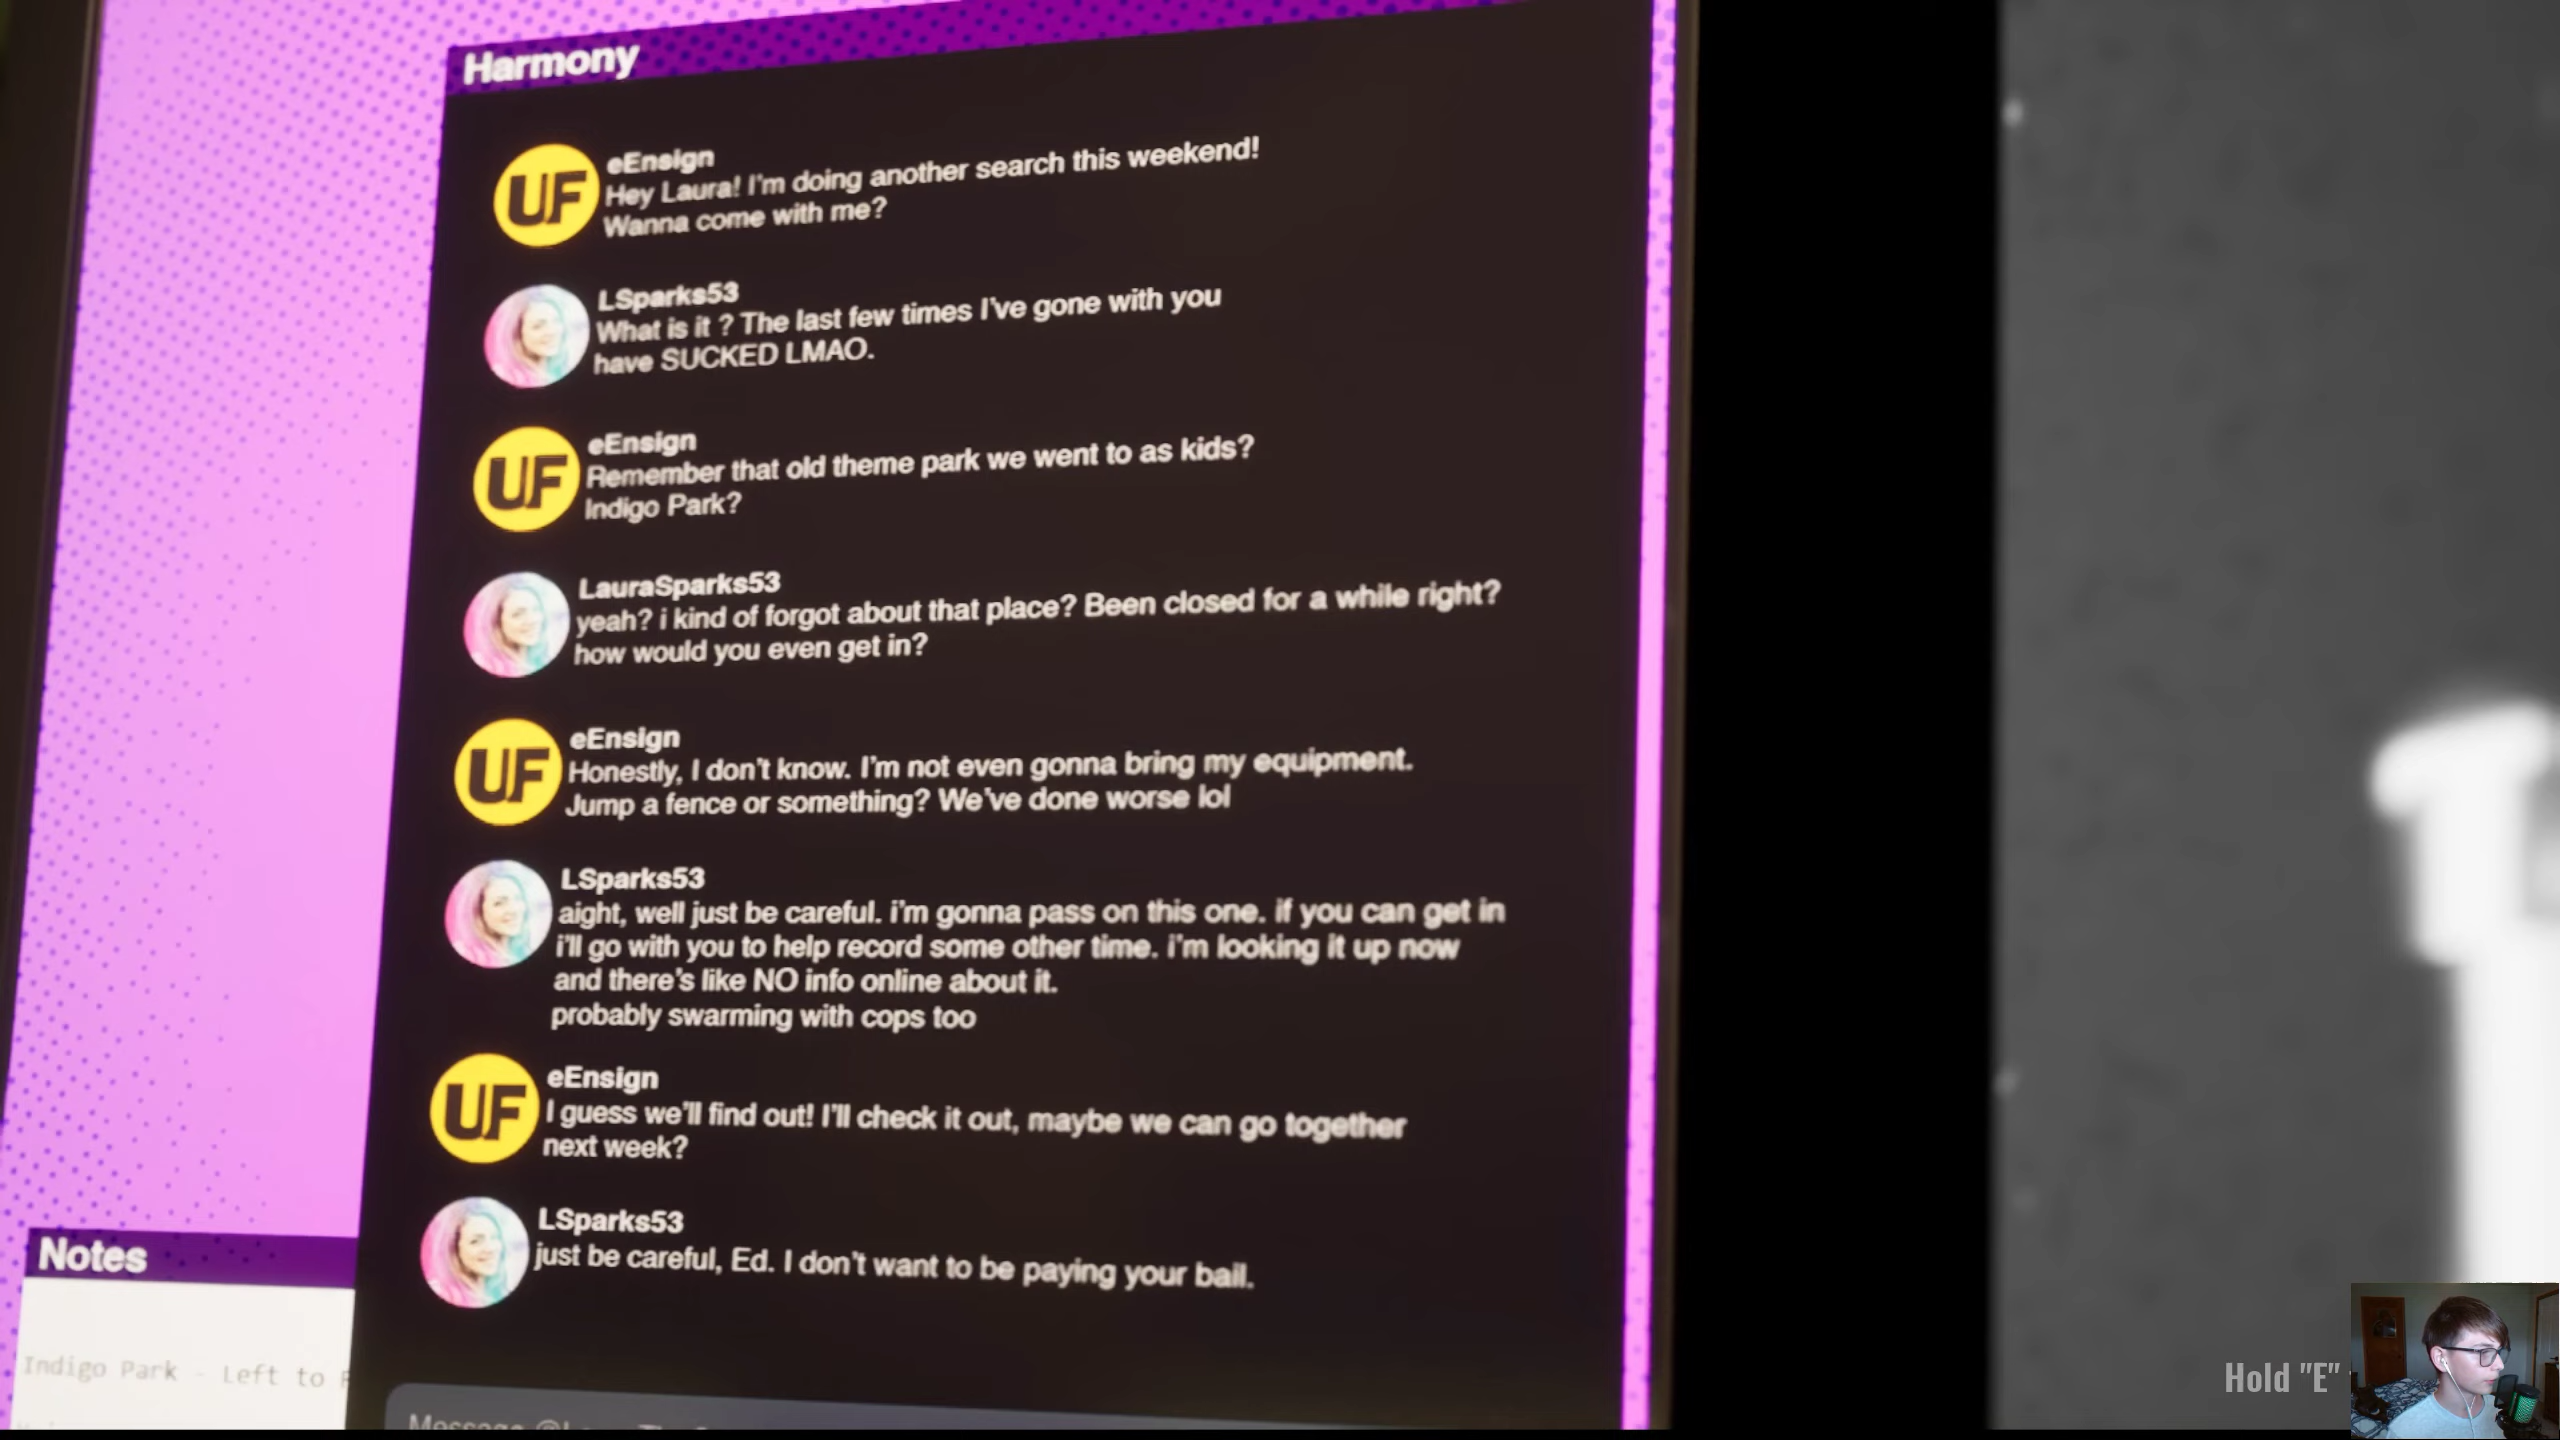 Harmony
UF
eEnsign
Hey Laura! I'm doing another search this weekend!
Wanna come with me?
LSparks53
What is it ? The last few times I've gone with you
have SUCKED LMAO.
UF
eEnsign
Remember that old theme park we went to as kids?
Indigo Park?
LauraSparks53
yeah? i kind of forgot about that place? Been closed for a while right?
how would you even get in?
UF
eEnsign
Honestly, I don't know. I'm not even gonna bring my equipment.
Jump a fence or something? We've done worse lol
LSparks53
aight, well just be careful. i'm gonna pass on this one. if you can get in
i'll go with you to help record some other time. i'm looking it up now
and there's like NO info online about it.
probably swarming with cops too
UF
eEnsign
I guess we'll find out! I'll check it out, maybe we can go together
next week?
LSparks53
just be careful, Ed. I don't want to be paying your bail.
Notes
Indigo Park - Left to
Message
Hold "E"